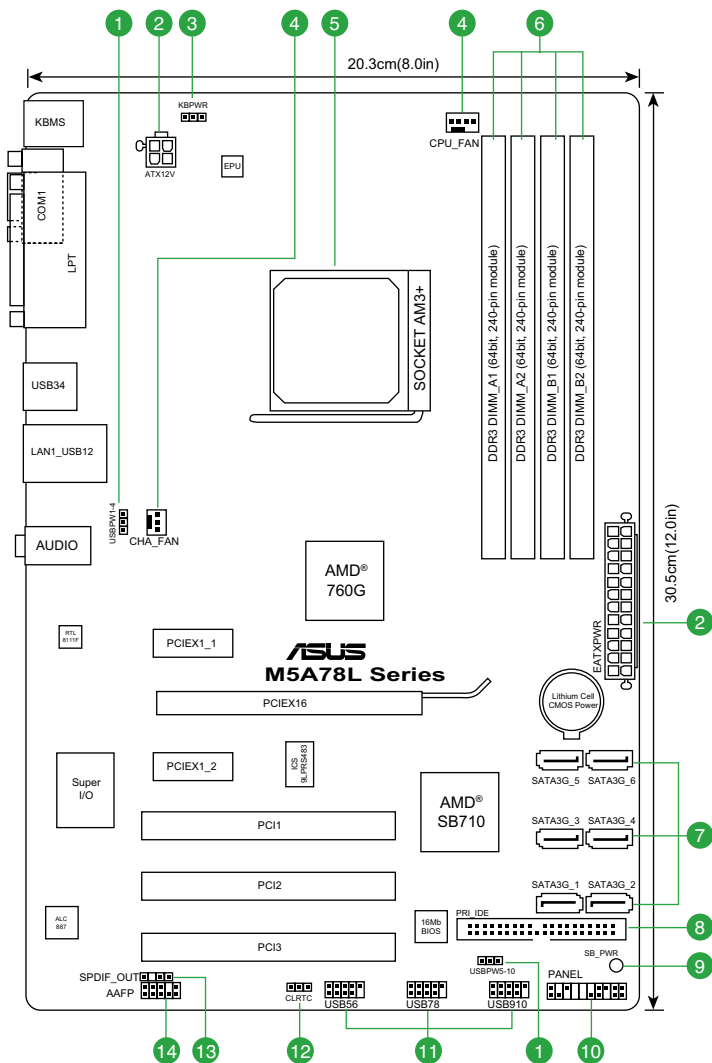 1 2 3 4 5 4 6
20.3cm(8.0in)
KBMS
KBPWR
ATX12V
EPU
CPU_FAN
COM1
LPT
SOCKET AM3+
DDR3 DIMM_A1 (64bit, 240-pin module)
DDR3 DIMM_A2 (64bit, 240-pin module)
DDR3 DIMM_B1 (64bit, 240-pin module)
DDR3 DIMM_B2 (64bit, 240-pin module)
30.5cm(12.0in)
USB34
LAN1_USB12
USBPW1-4
CHA_FAN
AUDIO
AMD®
760G
EATXPWR
2
RTL
8111F
PCIEX1_1
ASUS
M5A78L Series
PCIEX16
Lithium Cell
CMOS Power
Super
I/O
PCIEX1_2
ICS
9LPRS483
AMD®
SB710
SATA3G_5 SATA3G_6
PCI1
SATA3G_3 SATA3G_4
7
PCI2
SATA3G_1 SATA3G_2
ALC
887
16Mb
BIOS
PRI_IDE
8
PCI3
SB_PWR
9
USBPW5-10
SPDIF_OUT
AAFP
CLRTC
USB56
USB78
USB910
PANEL
14 13 12 11 1 10